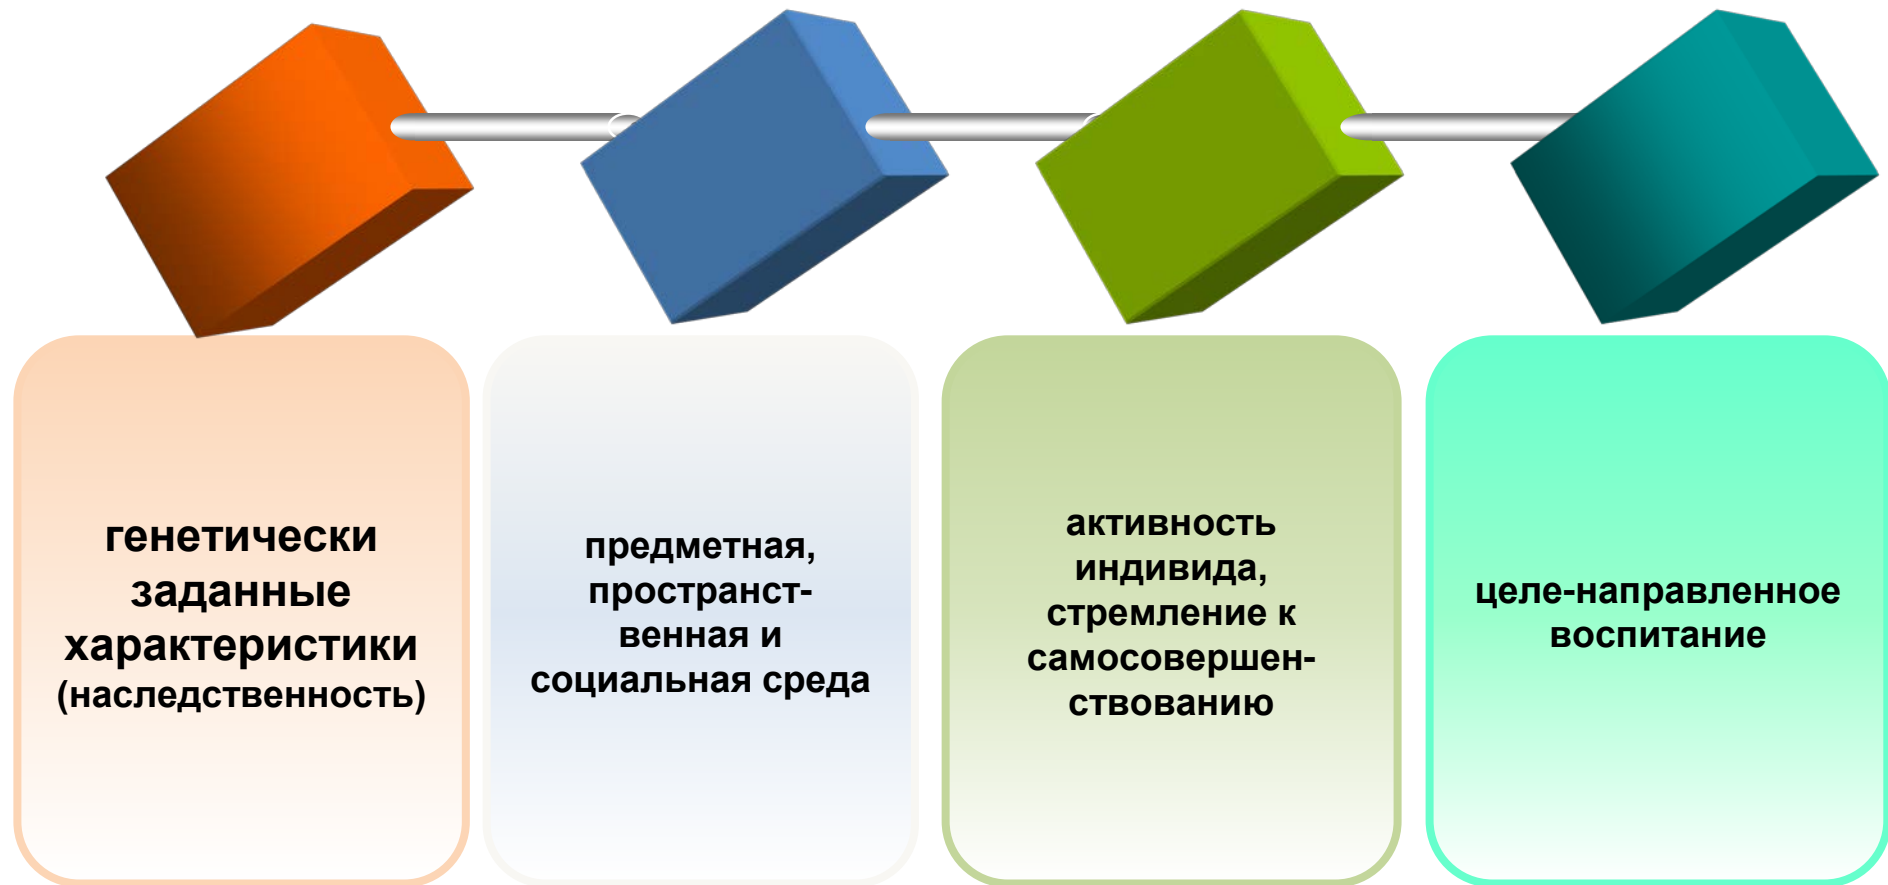 генетически
заданные
характеристики
(наследственность)
предметная,
пространст-
венная и
социальная среда
активность
индивида,
стремление к
самосовершен-
ствованию
целе-направленное
воспитание